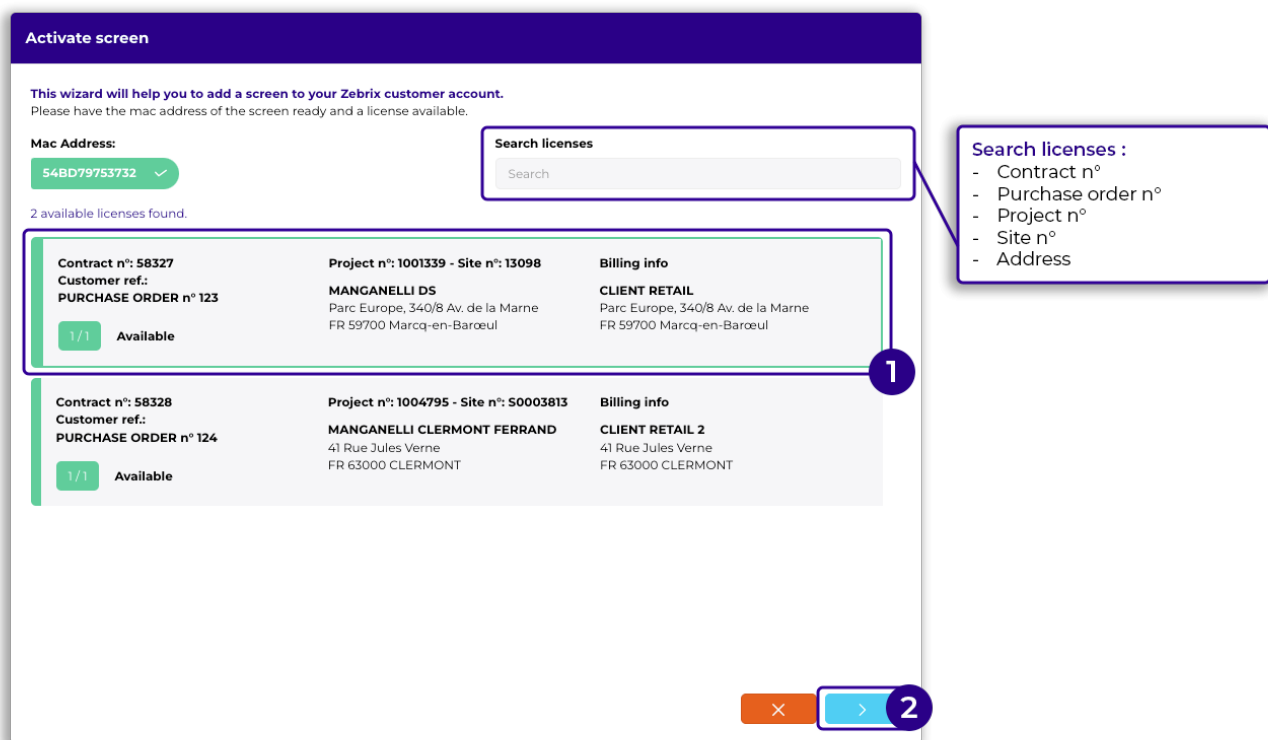 Activate screen
This wizard will help you to add a screen to your Zebrix customer account.
Please have the mac address of the screen ready and a license available.
Mac Address:
54BD79753732
Search licenses
Search
2 available licenses found.
Contract n°: 58327
Customer ref.:
PURCHASE ORDER n° 123
1 / 1 Available
Project n°: 1001339 - Site n°: 13098
MANGANELLI DS
Parc Europe, 340/8 Av. de la Marne
FR 59700 Marcq-en-Barœul
Billing info
CLIENT RETAIL
Parc Europe, 340/8 Av. de la Marne
FR 59700 Marcq-en-Barœul
1
Contract n°: 58328
Customer ref.:
PURCHASE ORDER n° 124
1 / 1 Available
Project n°: 1004795 - Site n°: S0003813
MANGANELLI CLERMONT FERRAND
41 Rue Jules Verne
FR 63000 CLERMONT
Billing info
CLIENT RETAIL 2
41 Rue Jules Verne
FR 63000 CLERMONT
2
Search licenses :
- Contract n°
- Purchase order n°
- Project n°
- Site n°
- Address